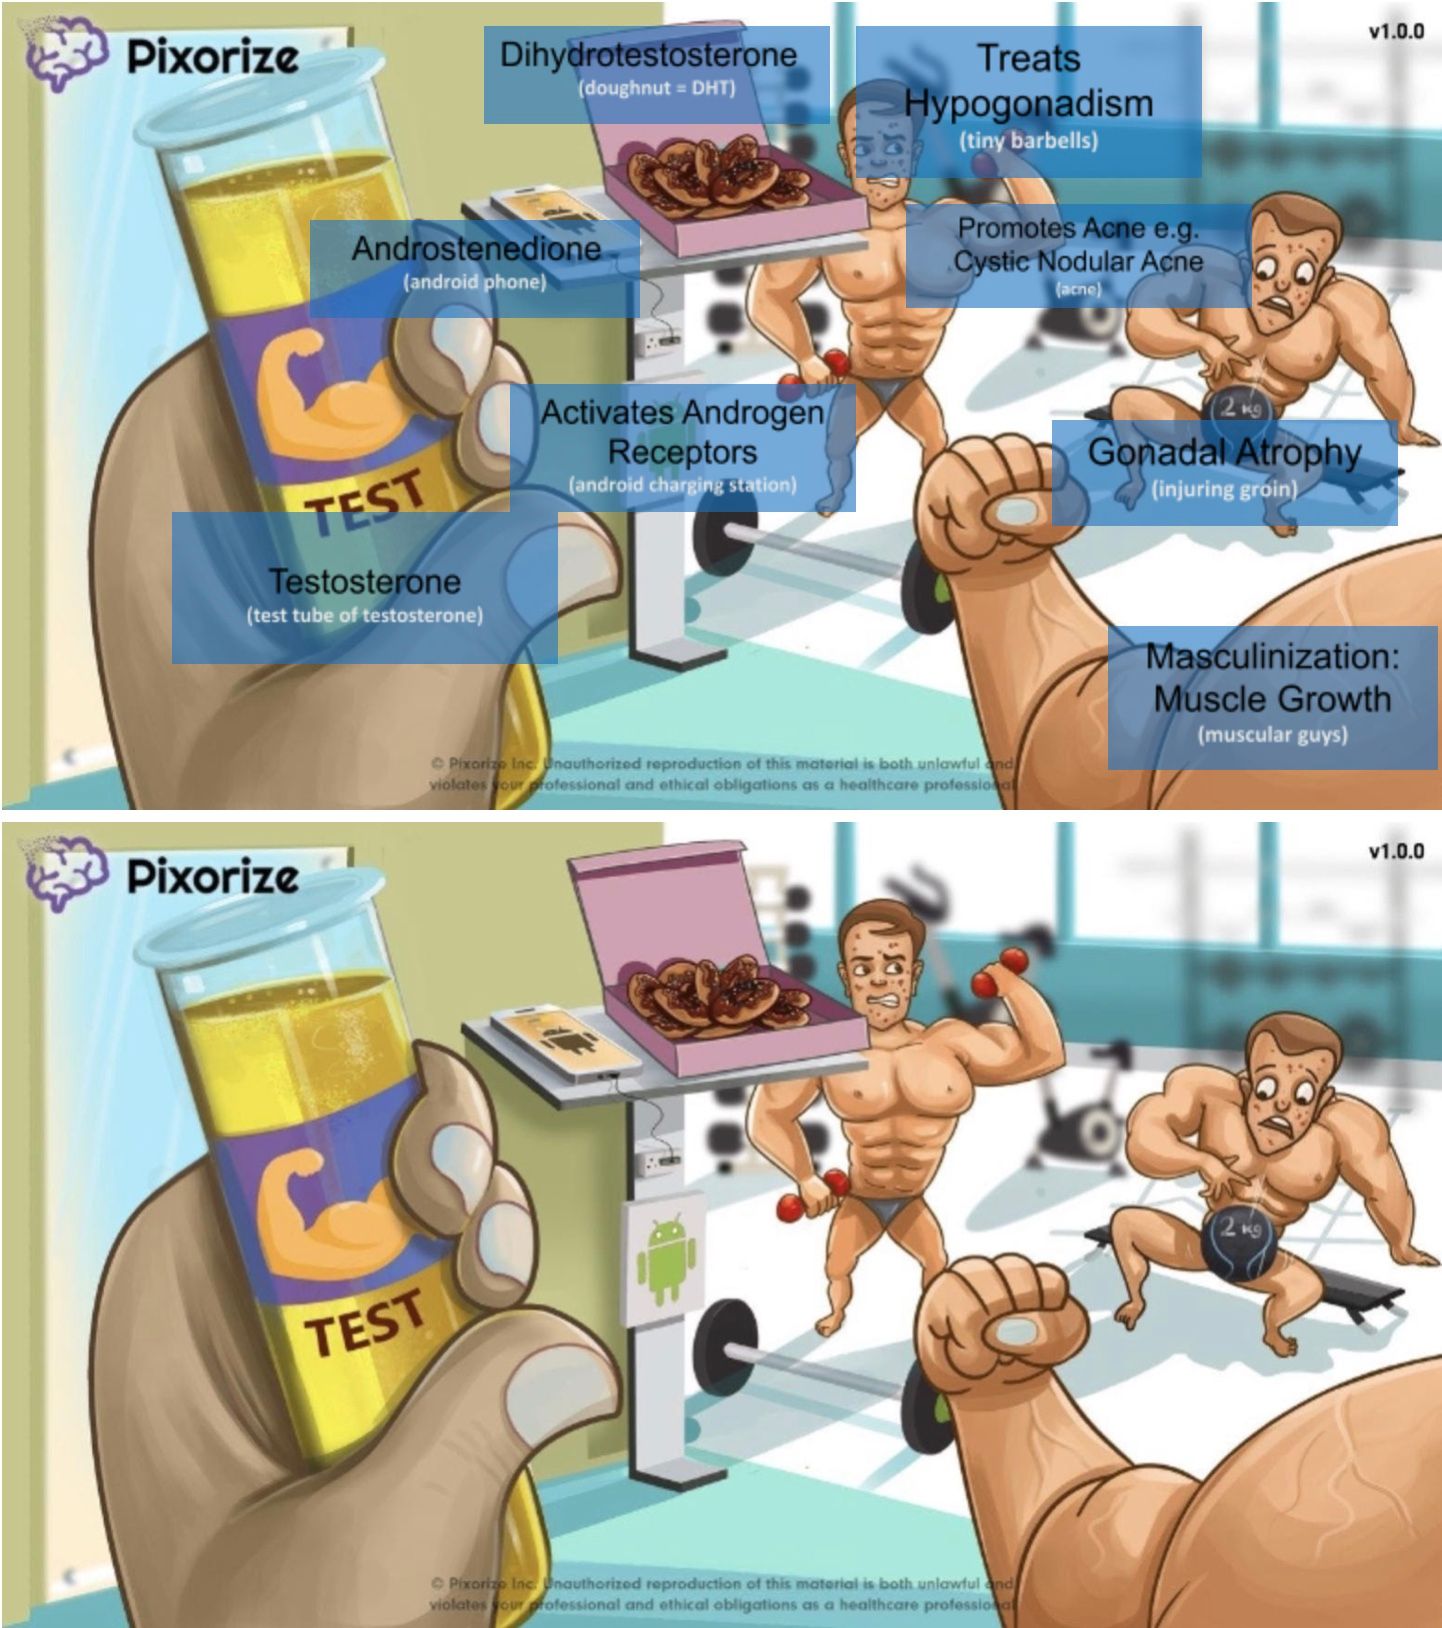 Pixorize
v1.0.0
Dihydrotestosterone
(doughnut = DHT)
Treats
Hypogonadism
(tiny barbells)
Androstenedione
(android phone)
Promotes Acne e.g.
Cystic Nodular Acne
(acne)
Activates Androgen
Receptors
(android charging station)
2 kg
Gonadal Atrophy
(injuring groin)
TEST
Testosterone
(test tube of testosterone)
Masculinization:
Muscle Growth
(muscular guys)
© Pixorize Inc. Unauthorized reproduction of this material is both unlawful and
violates your professional and ethical obligations as a healthcare professional
Pixorize
v1.0.0
2 kg
TEST
© Pixorize Inc. Unauthorized reproduction of this material is both unlawful and
violates your professional and ethical obligations as a healthcare professional